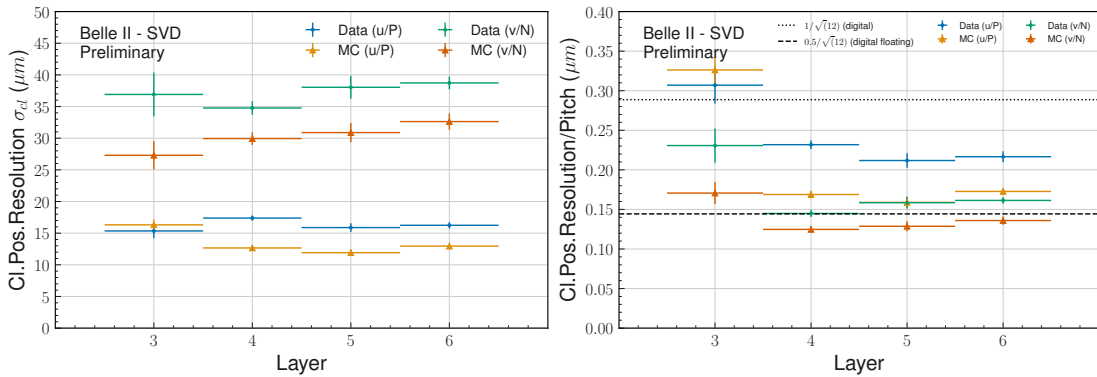 Belle II - SVD
Preliminary
Data (u/P)
MC (u/P)
Data (v/N)
MC (v/N)
Cl.Pos.Resolution σ_cl (μm)
50
45
40
35
30
25
20
15
10
5
0
3
4
5
6
Layer
Belle II - SVD
Preliminary
1/√(12) (digital)
0.5/√(12) (digital floating)
Data (u/P)
MC (u/P)
Data (v/N)
MC (v/N)
Cl.Pos.Resolution/Pitch (μm)
0.40
0.35
0.30
0.25
0.20
0.15
0.10
0.05
0.00
3
4
5
6
Layer